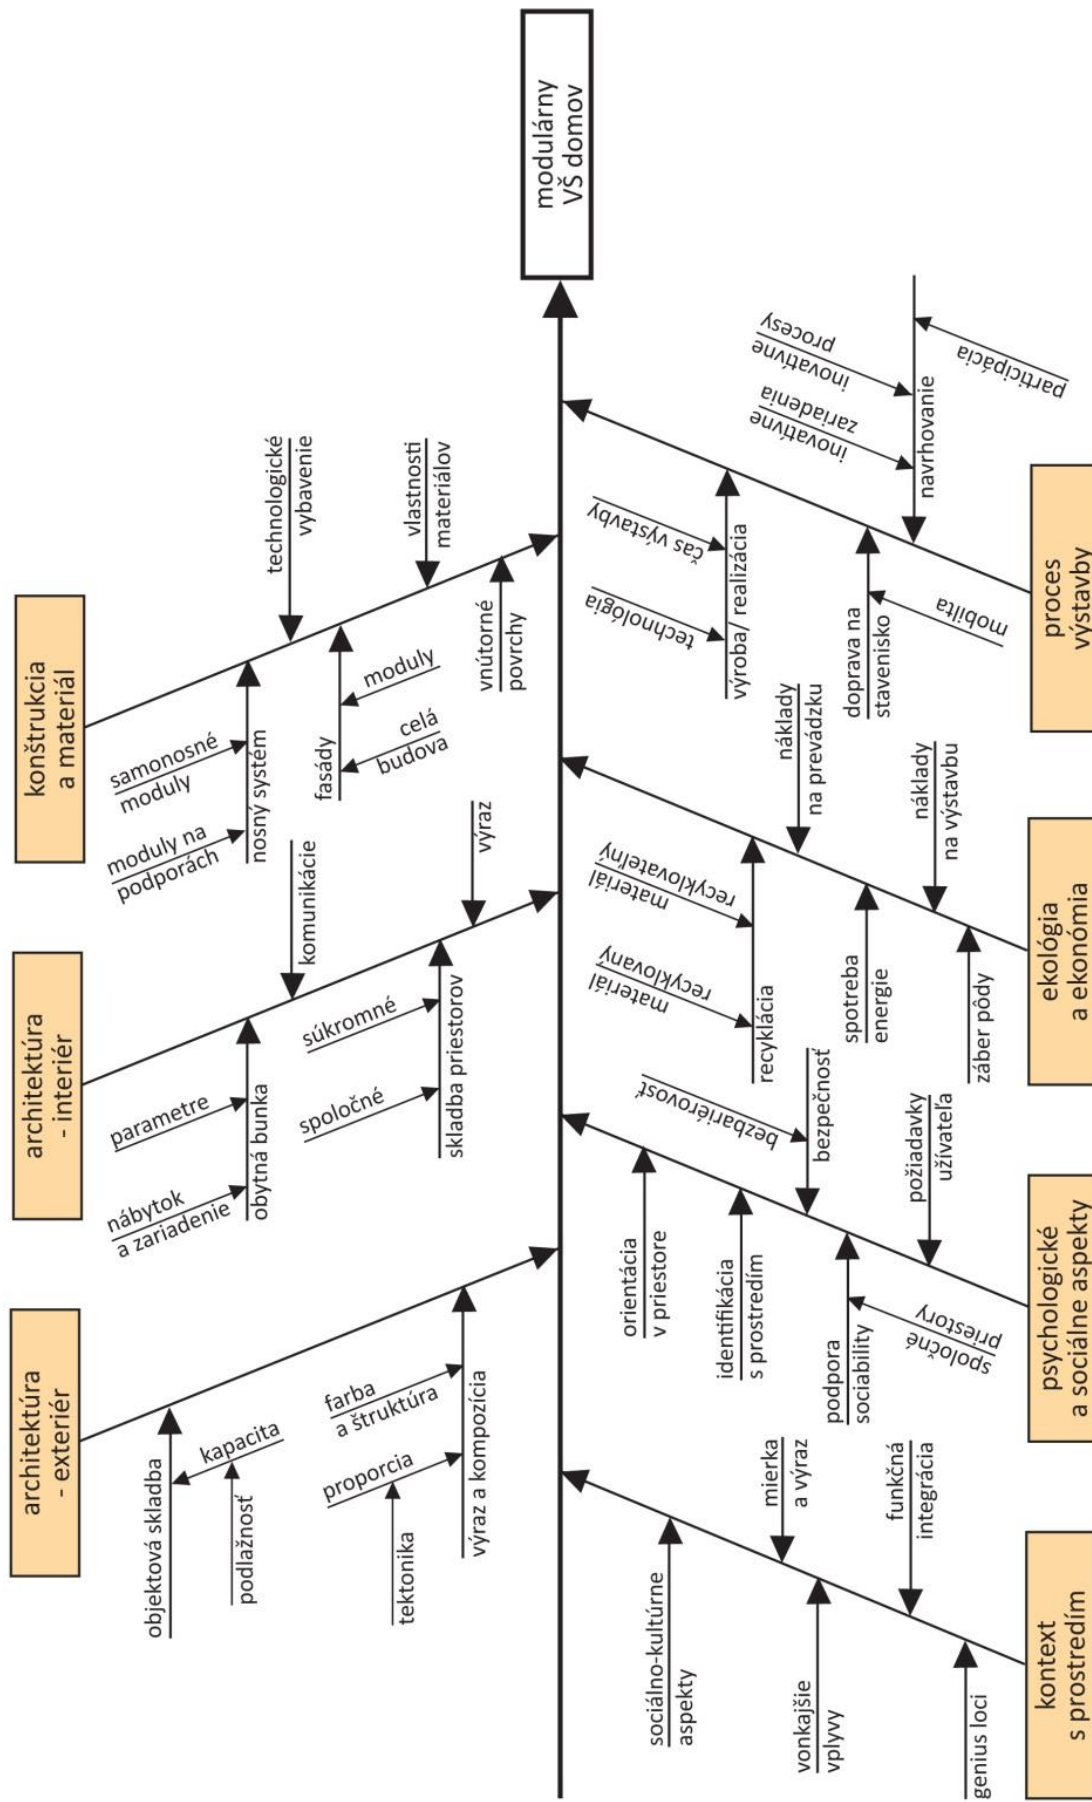 architektúra
- exteriér
objektová skladba
kapacita
podlažnosť
farba
a štruktúra
proporcia
tektonika
výraz a kompozícia
architektúra
- interiér
nábytok
a zariadenie
parametre
obytná bunka
komunikácie
súkromné
spoločné
skladba priestorov
výraz
konštrukcia
a materiál
moduly na
podporách
samonosné
moduly
nosný systém
technologické
vybavenie
fasády
moduly
celá
budova
vlastnosti
materiálov
vnútorné
povrchy
modulárny
VŠ domov
kontext
s prostredím
sociálno-kultúrne
aspekty
mierka
a výraz
vonkajšie
vplyvy
funkčná
integrácia
genius loci
psychologické
a sociálne aspekty
orientácia
v priestore
identifikácia
s prostredím
bezbariérovosť
bezpečnosť
podpora
sociability
spoločné
priestory
požiadavky
užívateľa
ekológia
a ekonómia
recyklovaný
materiál
recyklovateľný
materiál
recyklácia
náklady
na prevádzku
spotreba
energie
náklady
na výstavbu
záber pôdy
proces
výstavby
technológia
čas výstavby
výroba/ realizácia
doprava na
stavenisko
mobilta
inovatívne
zariadenia
inovatívne
procesy
navrhovanie
participácia